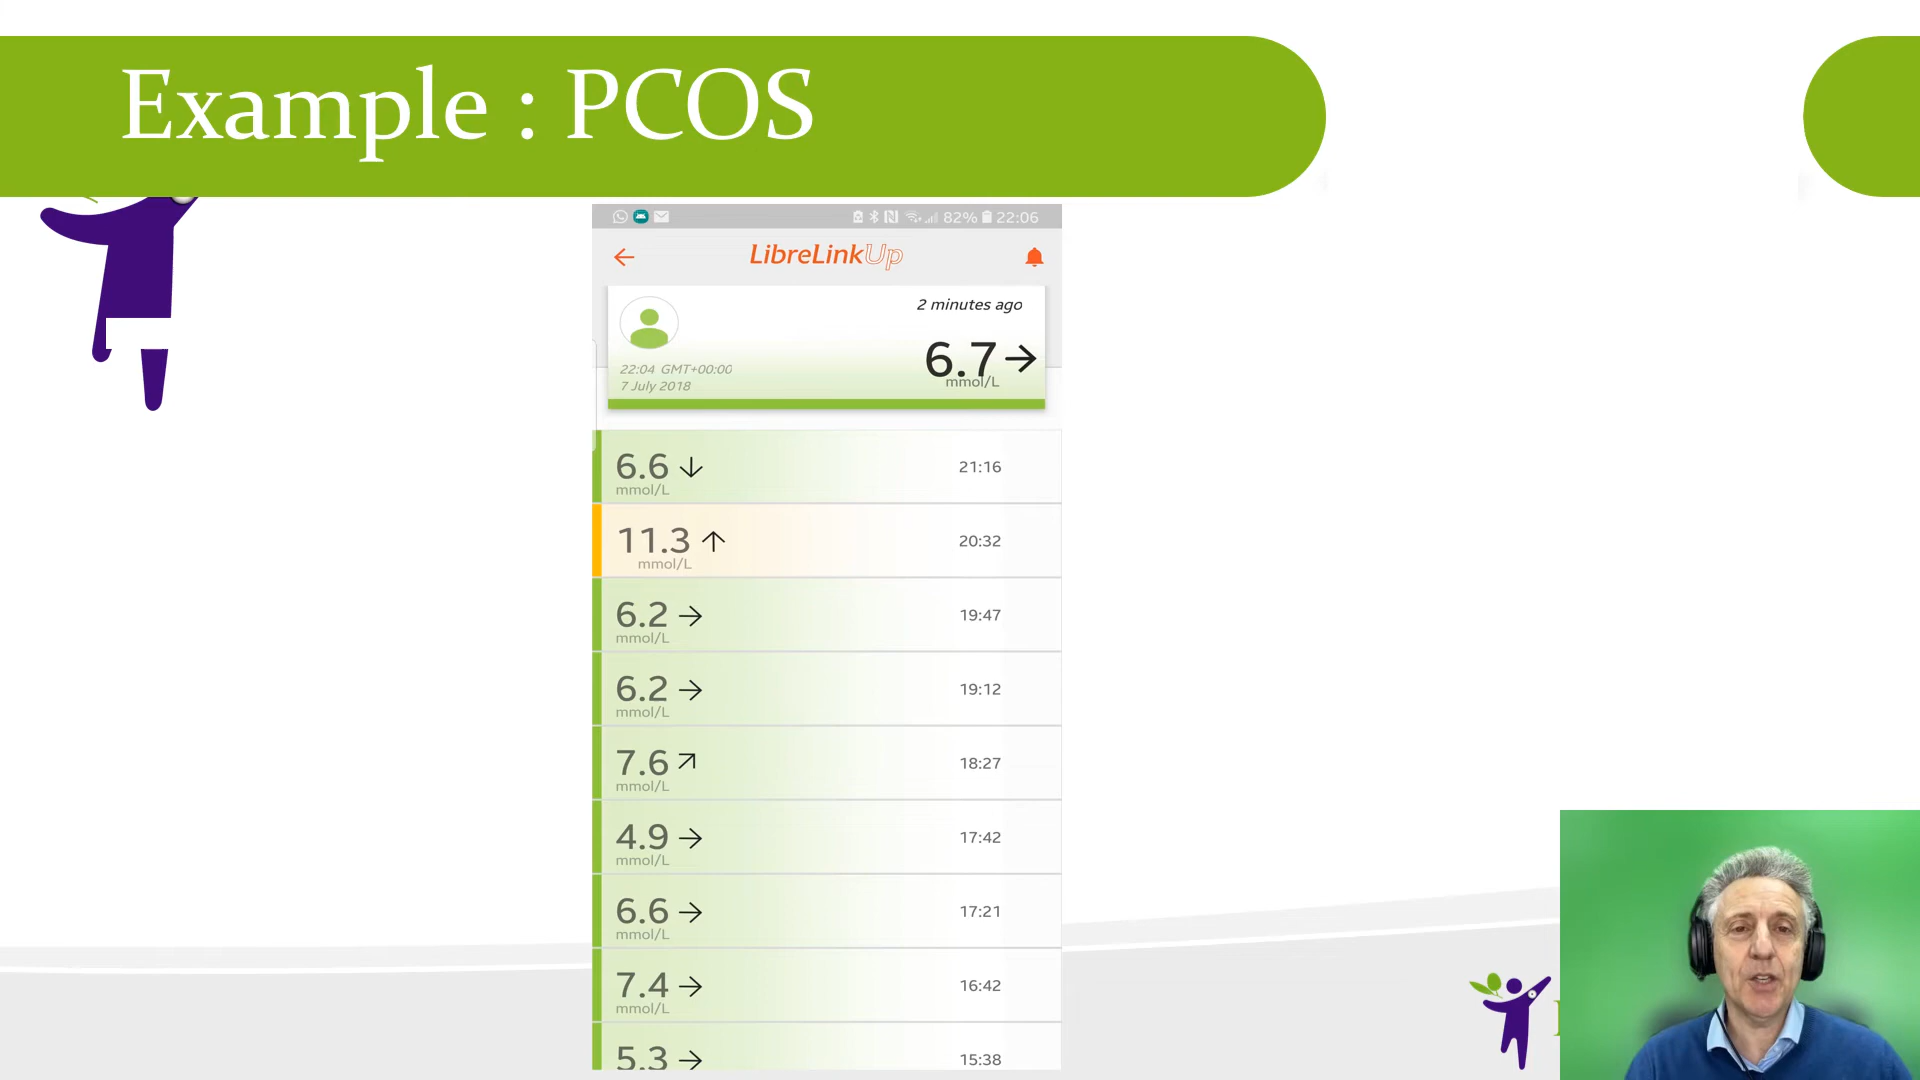 Example : PCOS
82% 22:06
LibreLinkUp
2 minutes ago
6.7
mmol/L
22:04 GMT+00:00
7 July 2018
6.6 21:16
mmol/L
11.3 20:32
mmol/L
6.2 19:47
mmol/L
6.2 19:12
mmol/L
7.6 18:27
mmol/L
4.9 17:42
mmol/L
6.6 17:21
mmol/L
7.4 16:42
mmol/L
5.3 15:38